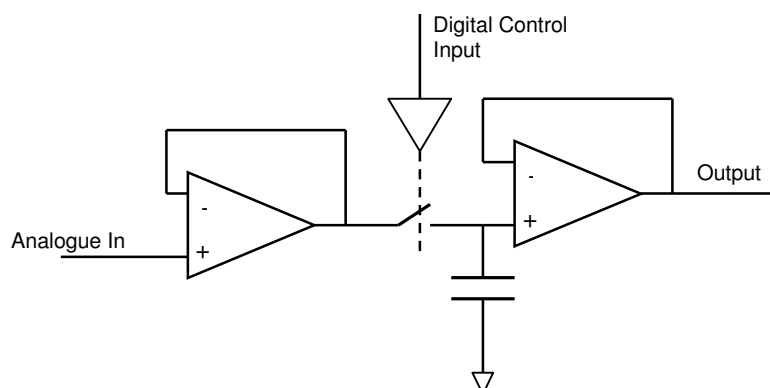 Digital Control
Input
Output
-
-
+
Analogue In
+